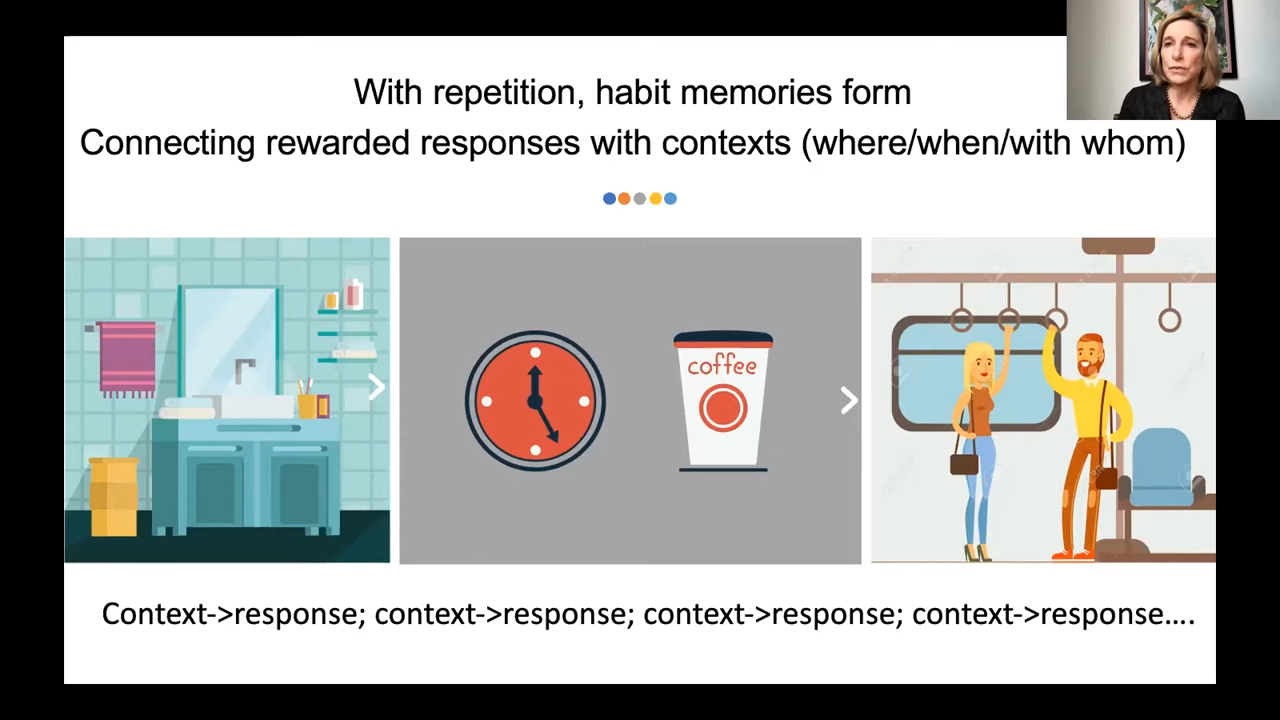 With repetition, habit memories form
Connecting rewarded responses with contexts (where/when/with whom)
coffee
Context->response; context->response; context->response; context->response….